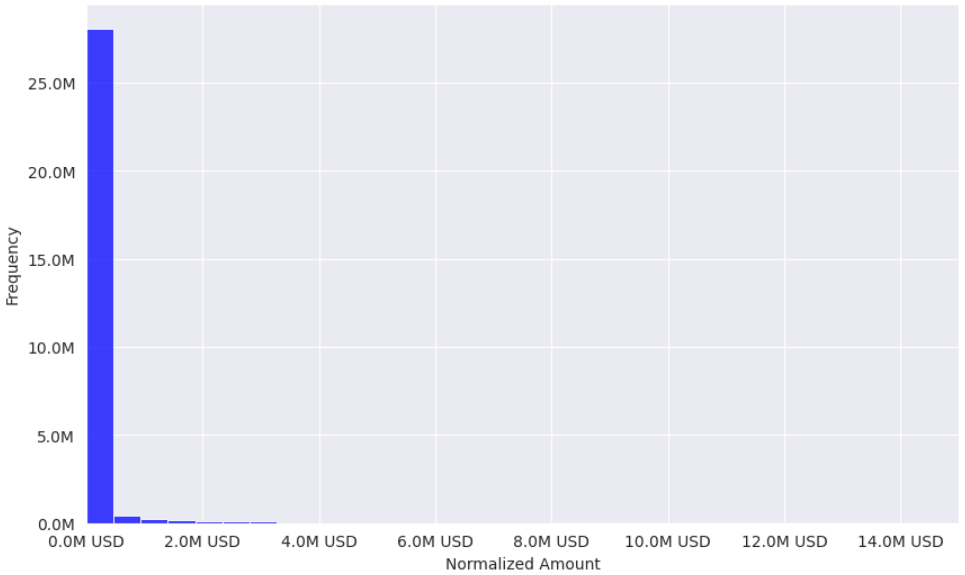 25.0M
20.0M
15.0M
10.0M
5.0M
0.0M
Frequency
0.0M USD 2.0M USD 4.0M USD 6.0M USD 8.0M USD 10.0M USD 12.0M USD 14.0M USD
Normalized Amount